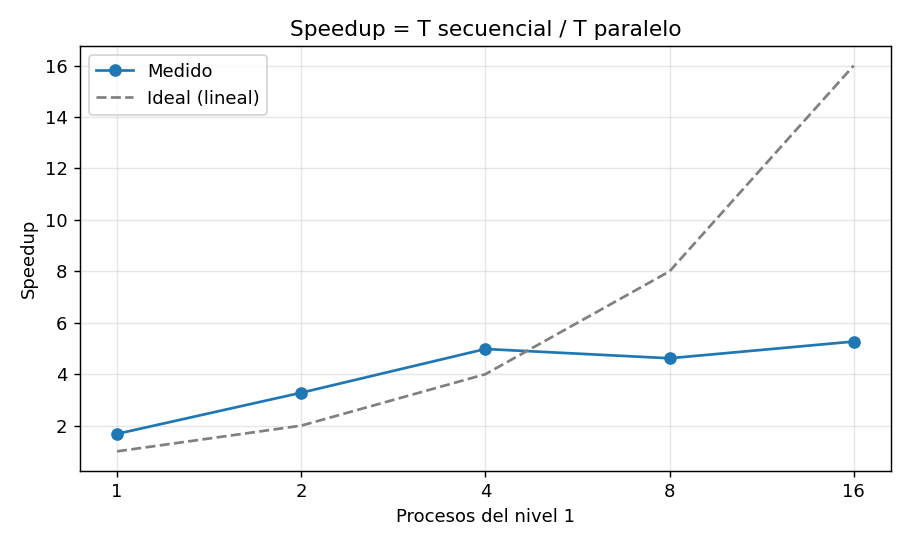 Speedup = T secuencial / T paralelo
Medido
Ideal (lineal)
16
14
12
10
8
6
4
2
Speedup
1 2 4 8 16
Procesos del nivel 1